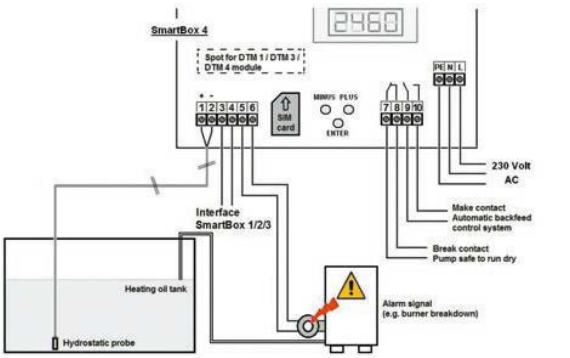 2460
SmartBox 4
Spot for DTM 1 / DTM 3 /
DTM 4 module
PE N L
+ -
1 2 3 4 5 6
SIM
card
MINUS PLUS
ENTER
7 8 9 10
230 Volt
AC
Interface
SmartBox 1/2/3
Make contact
Automatic backfeed
control system
Break contact
Pump safe to run dry
Heating oil tank
Hydrostatic probe
Alarm signal
(e.g. burner breakdown)